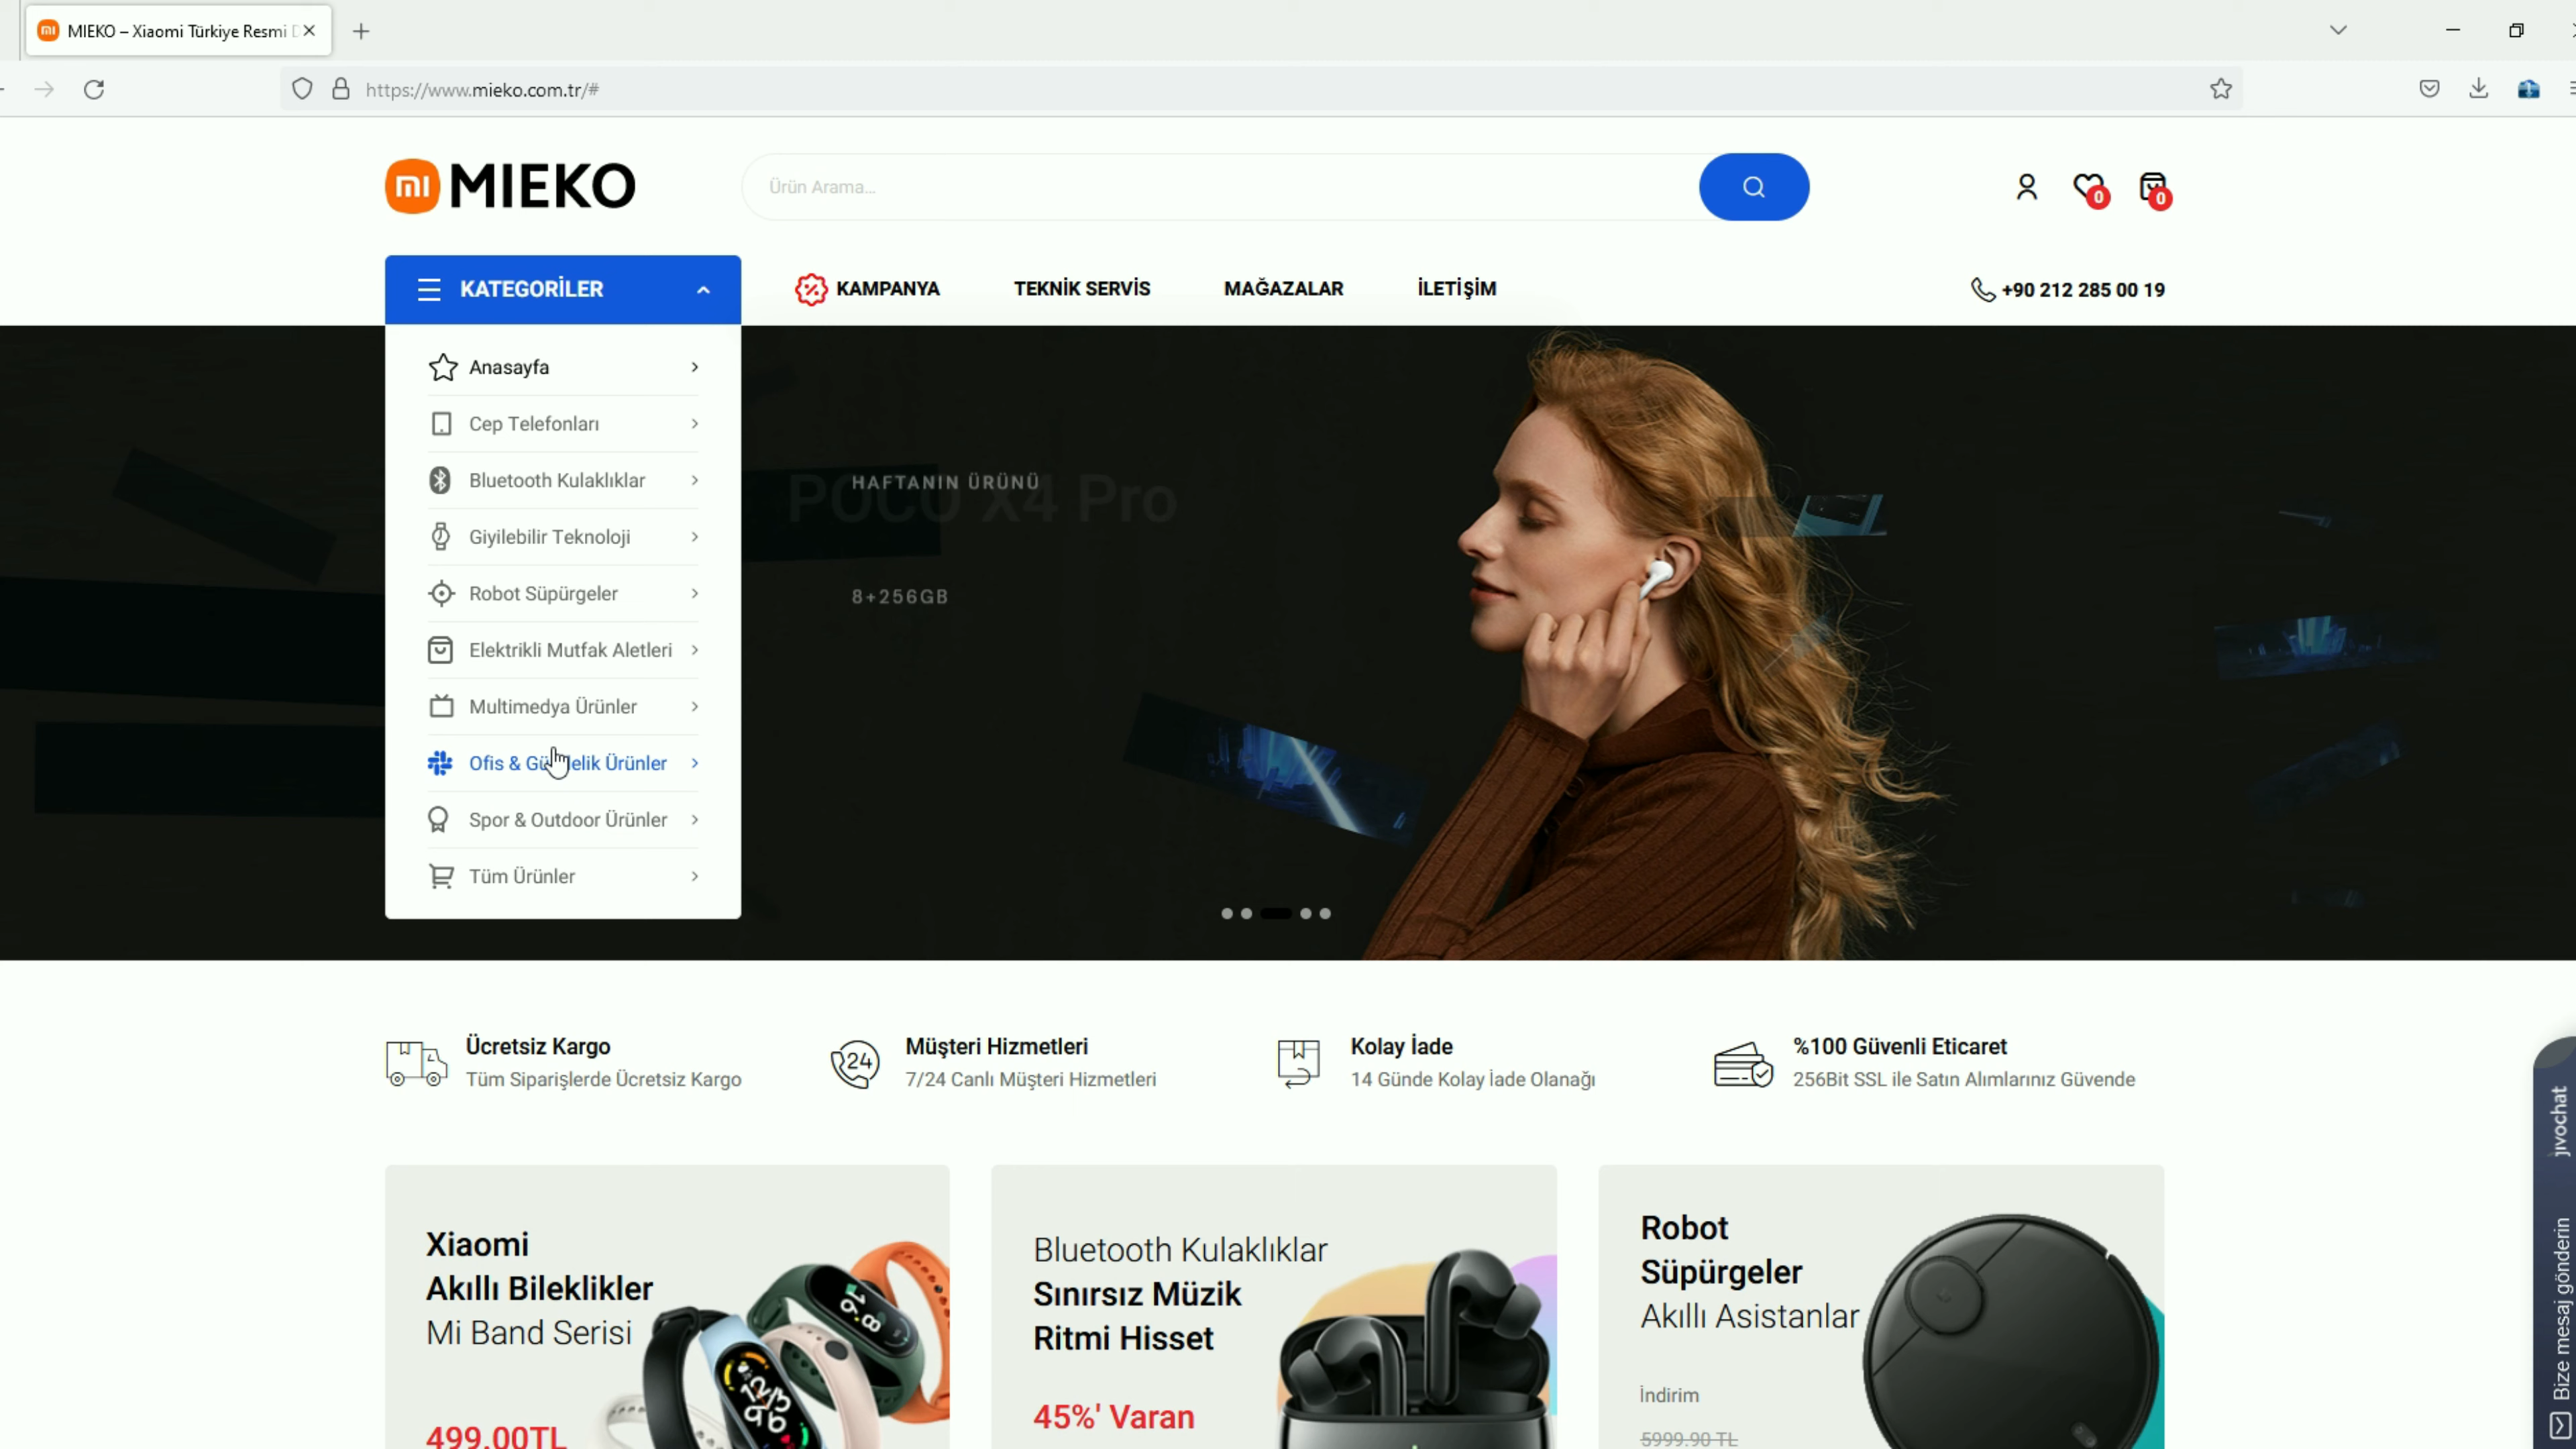 MIEKO – Xiaomi Türkiye Resmi
https://www.mieko.com.tr/#
mi MIEKO
Ürün Arama...
0
0
KATEGORİLER
KAMPANYA
TEKNİK SERVİS
MAĞAZALAR
İLETİŞİM
+90 212 285 00 19
Anasayfa
Cep Telefonları
Bluetooth Kulaklıklar
Giyilebilir Teknoloji
Robot Süpürgeler
Elektrikli Mutfak Aletleri
Multimedya Ürünler
Ofis & Gü elik Ürünler
Spor & Outdoor Ürünler
Tüm Ürünler
HAFTANIN ÜRÜNÜ
POCO X4 Pro
8+256GB
Ücretsiz Kargo
Tüm Siparişlerde Ücretsiz Kargo
24
Müşteri Hizmetleri
7/24 Canlı Müşteri Hizmetleri
Kolay İade
14 Günde Kolay İade Olanağı
%100 Güvenli Eticaret
256Bit SSL ile Satın Alımlarınız Güvende
Xiaomi
Akıllı Bileklikler
Mi Band Serisi
499.00TL
Bluetooth Kulaklıklar
Sınırsız Müzik
Ritmi Hisset
45%' Varan
Robot
Süpürgeler
Akıllı Asistanlar
İndirim
5999.90 TL
Bize mesaj gönderin
jivochat